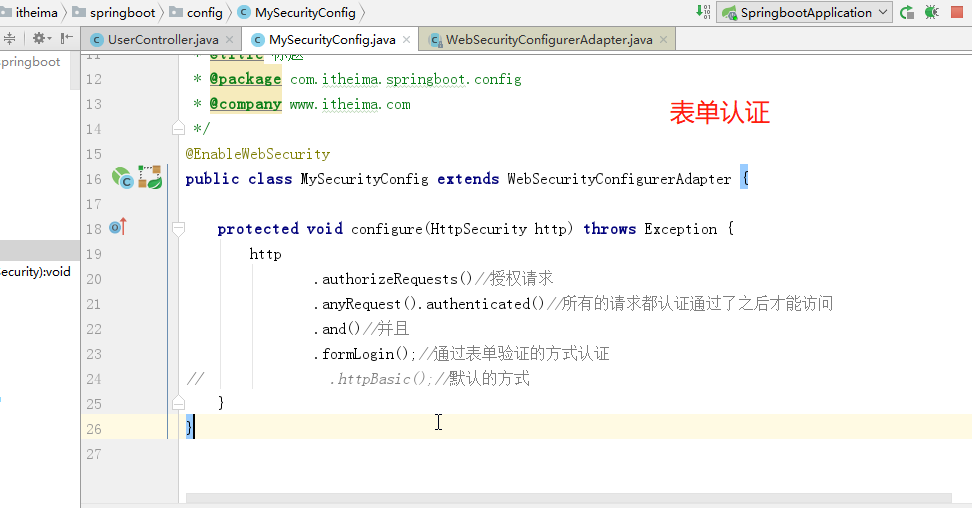 itheima springboot config MySecurityConfig SpringbootApplication
UserController.java MySecurityConfig.java WebSecurityConfigurerAdapter.java
springboot
11 * @title 标题
12 * @package com.itheima.springboot.config
13 * @company www.itheima.com
表单认证
14 */
15 @EnableWebSecurity
16 public class MySecurityConfig extends WebSecurityConfigurerAdapter {
17
18 protected void configure(HttpSecurity http) throws Exception {
19 http
ecurity):void
20 .authorizeRequests()//授权请求
21 .anyRequest().authenticated()//所有的请求都认证通过了之后才能访问
22 .and()//并且
23 .formLogin();//通过表单验证的方式认证
24 // .httpBasic();//默认的方式
25 }
26 }
27